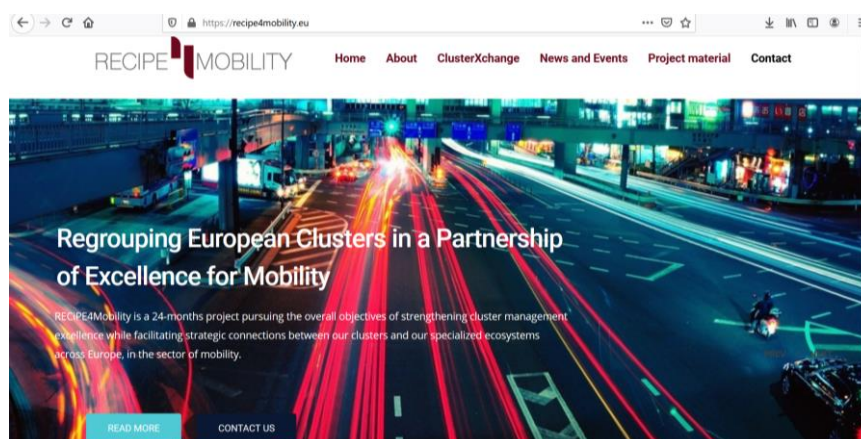 https://recipe4mobility.eu
RECIPE 4 MOBILITY
Home About ClusterXchange News and Events Project material Contact
Regrouping European Clusters in a Partnership
of Excellence for Mobility
RECIPE4Mobility is a 24-months project pursuing the overall objectives of strengthening cluster management
excellence while facilitating strategic connections between our clusters and our specialized ecosystems
across Europe, in the sector of mobility.
READ MORE CONTACT US